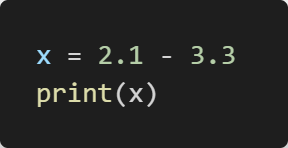 x = 2.1 - 3.3
print(x)